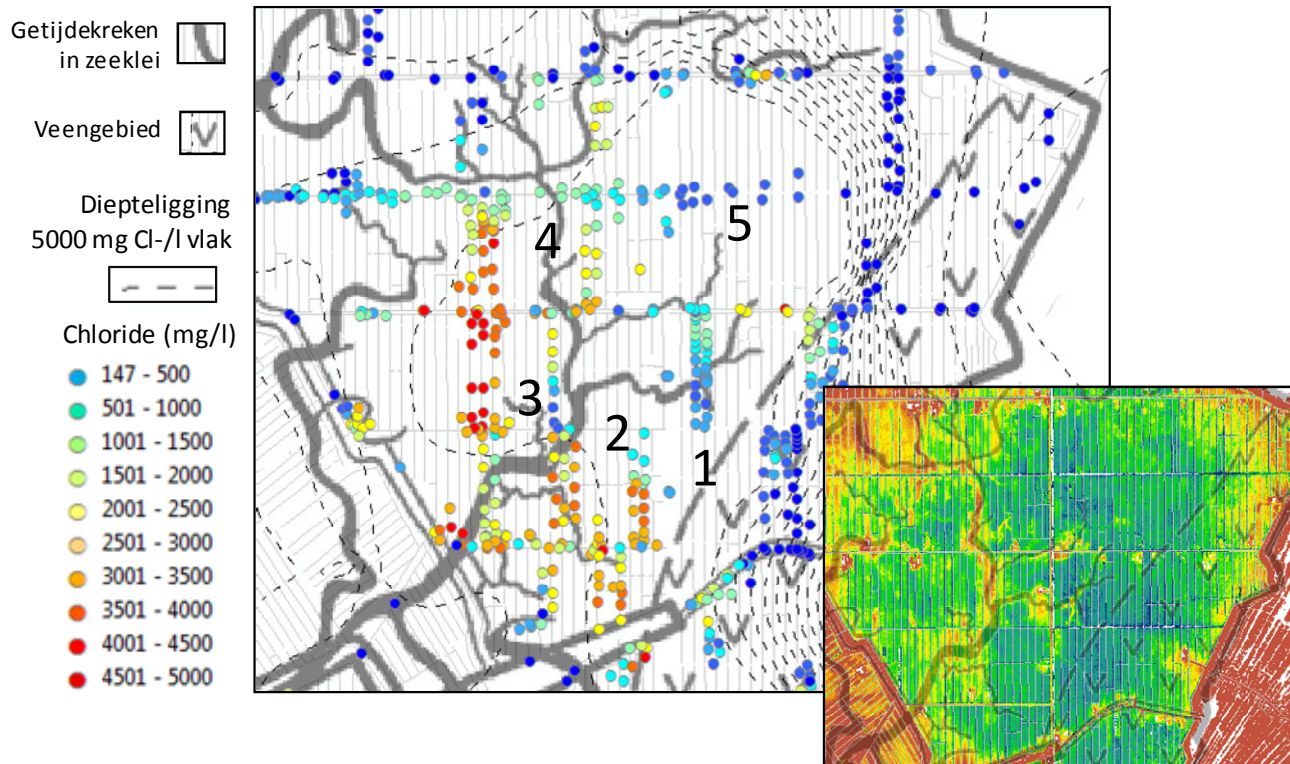 Getijdekreken
in zeeklei
Veengebied
Diepteligging
5000 mg Cl-/l vlak
Chloride (mg/l)
147 - 500
501 - 1000
1001 - 1500
1501 - 2000
2001 - 2500
2501 - 3000
3001 - 3500
3501 - 4000
4001 - 4500
4501 - 5000
5
4
3
2
1